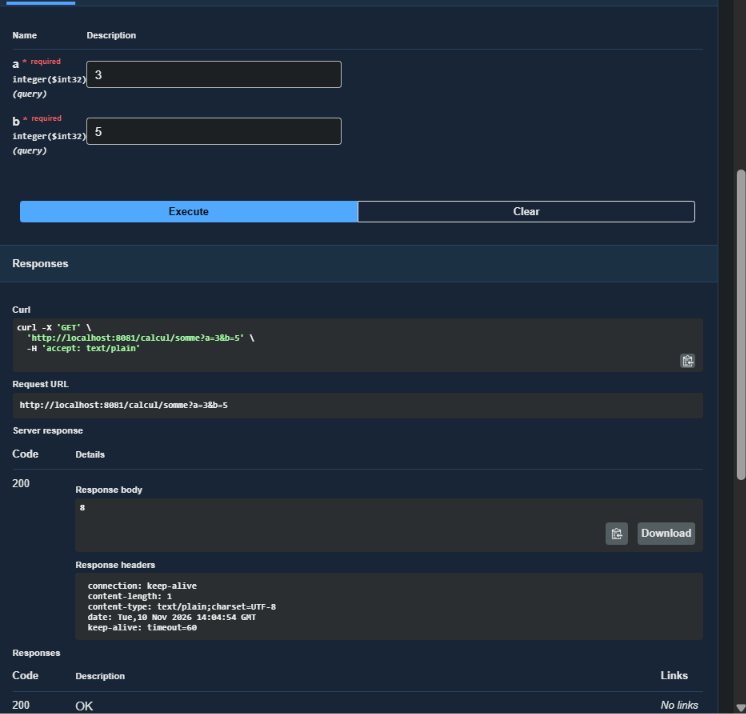 Name Description
a * required
integer($int32)
(query)
3
b * required
integer($int32)
(query)
5
Execute Clear
Responses
Curl
curl -X 'GET' \
'http://localhost:8081/calcul/somme?a=3&b=5' \
-H 'accept: text/plain'
Request URL
http://localhost:8081/calcul/somme?a=3&b=5
Server response
Code Details
200
Response body
8
Download
Response headers
connection: keep-alive
content-length: 1
content-type: text/plain;charset=UTF-8
date: Tue,10 Nov 2026 14:04:54 GMT
keep-alive: timeout=60
Responses
Code Description Links
200 OK No links